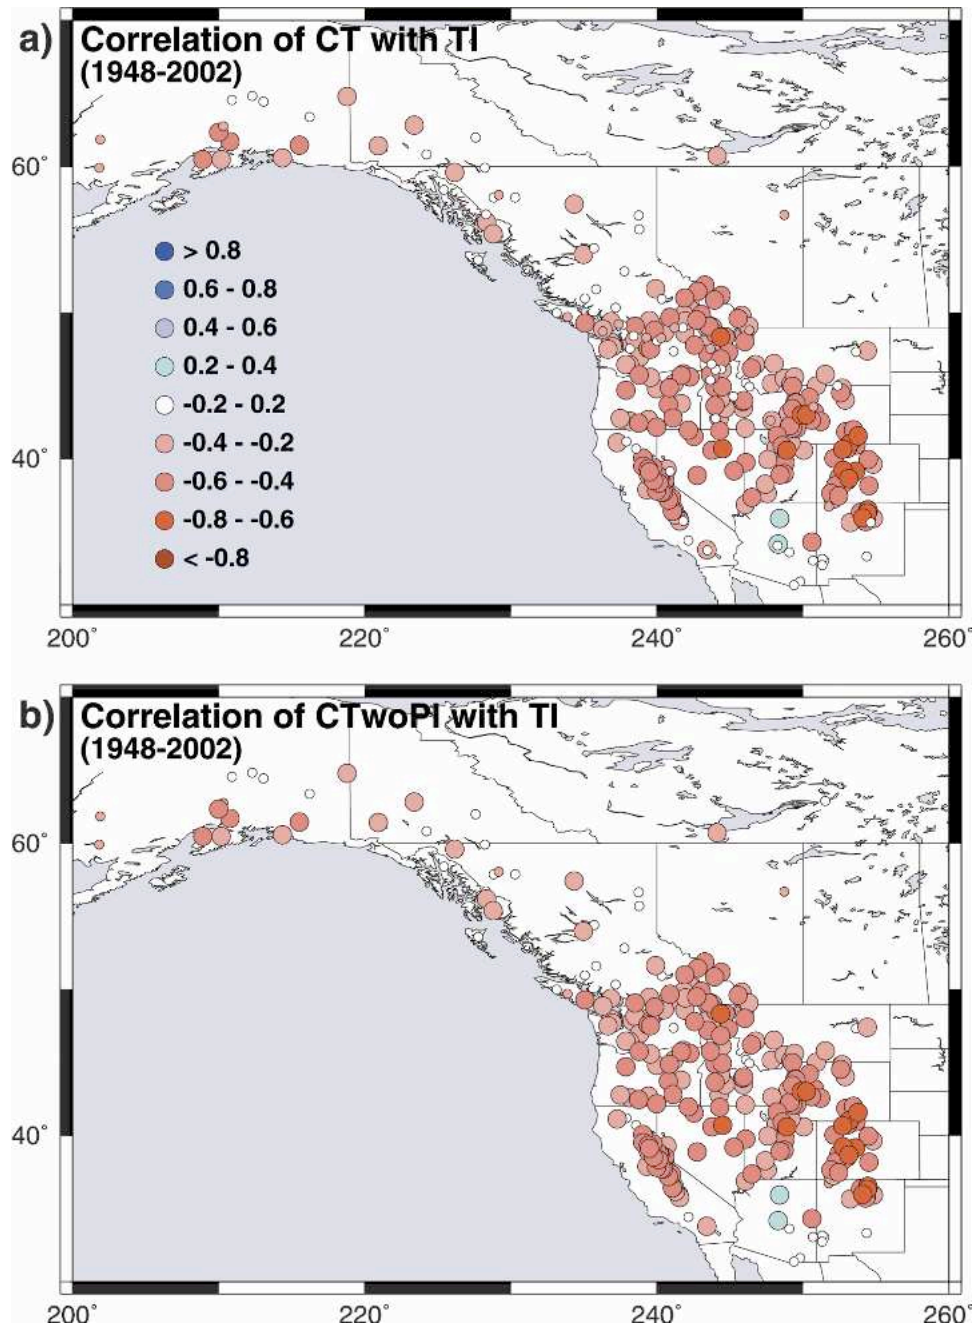 a) Correlation of CT with TI
(1948-2002)
60°
> 0.8
0.6 - 0.8
0.4 - 0.6
0.2 - 0.4
-0.2 - 0.2
-0.4 - -0.2
-0.6 - -0.4
-0.8 - -0.6
< -0.8
40°
200° 220° 240° 260°
b) Correlation of CTwoPI with TI
(1948-2002)
60°
40°
200° 220° 240° 260°